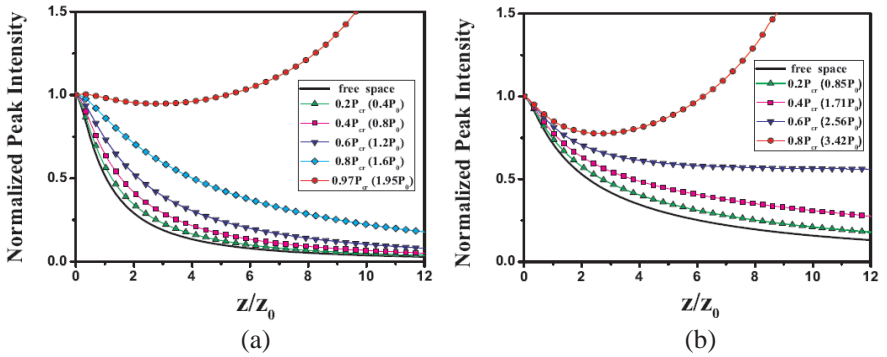 1.5
1.0
0.5
0.0
Normalized Peak Intensity
free space
0.2Pcr (0.4P0)
0.4Pcr (0.8P0)
0.6Pcr (1.2P0)
0.8Pcr (1.6P0)
0.97Pcr (1.95P0)
0 2 4 6 8 10 12
z/z0
(a)
1.5
1.0
0.5
0.0
Normalized Peak Intensity
free space
0.2Pcr (0.85P0)
0.4Pcr (1.71P0)
0.6Pcr (2.56P0)
0.8Pcr (3.42P0)
0 2 4 6 8 10 12
z/z0
(b)